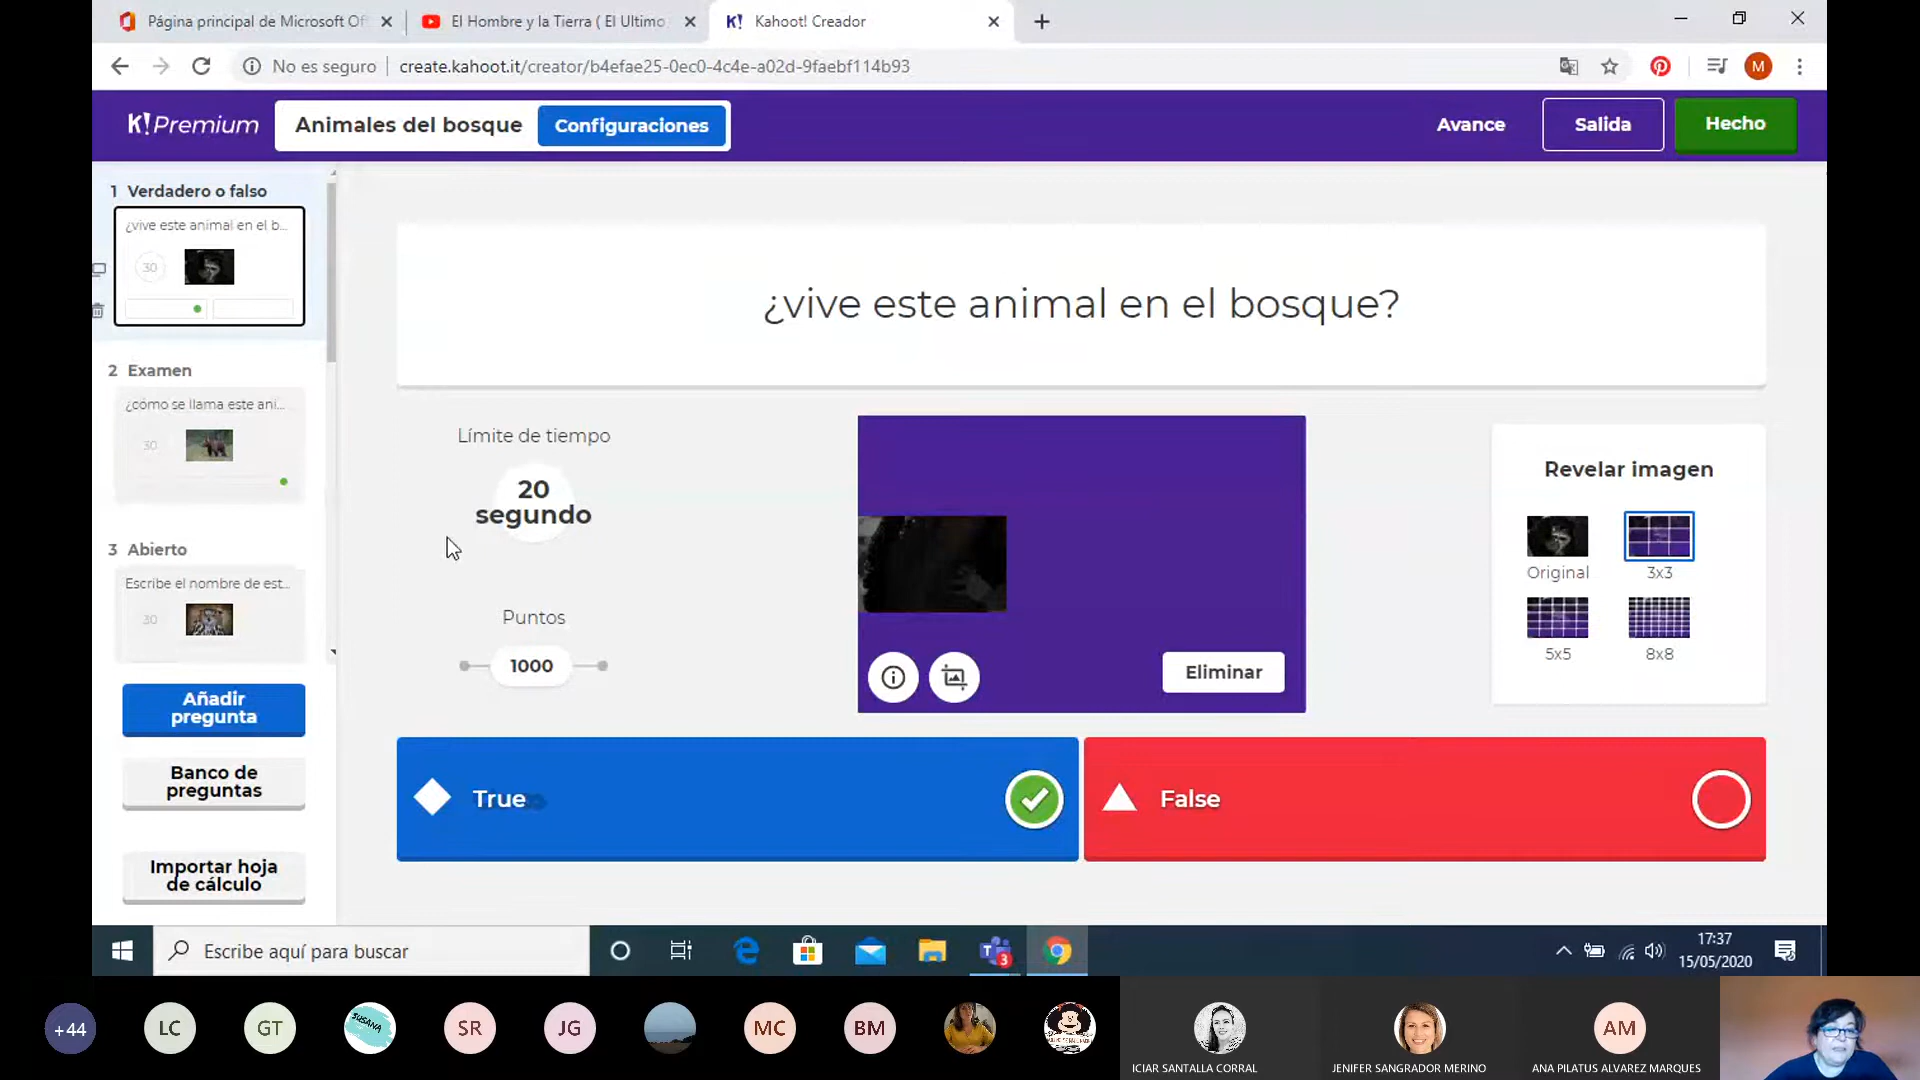 Página principal de Microsoft Of
El Hombre y la Tierra ( El Ultimo
K! Kahoot! Creador
No es seguro
create.kahoot.it/creator/b4efae25-0ec0-4c4e-a02d-9faebf114b93
M
K!Premium
Animales del bosque
Configuraciones
Avance
Salida
Hecho
1 Verdadero o falso
¿vive este animal en el b...
30
2 Examen
¿cómo se llama este ani...
30
3 Abierto
Escribe el nombre de est...
30
Añadir
pregunta
Banco de
preguntas
Importar hoja
de cálculo
¿vive este animal en el bosque?
Límite de tiempo
20
segundo
Puntos
1000
Eliminar
Revelar imagen
Original
3x3
5x5
8x8
True
False
Escribe aquí para buscar
3
17:37
15/05/2020
+44
LC
GT
SUSANA
SR
JG
MC
BM
ICIAR SANTALLA CORRAL
JENIFER SANGRADOR MERINO
AM
ANA PILATUS ALVAREZ MARQUES